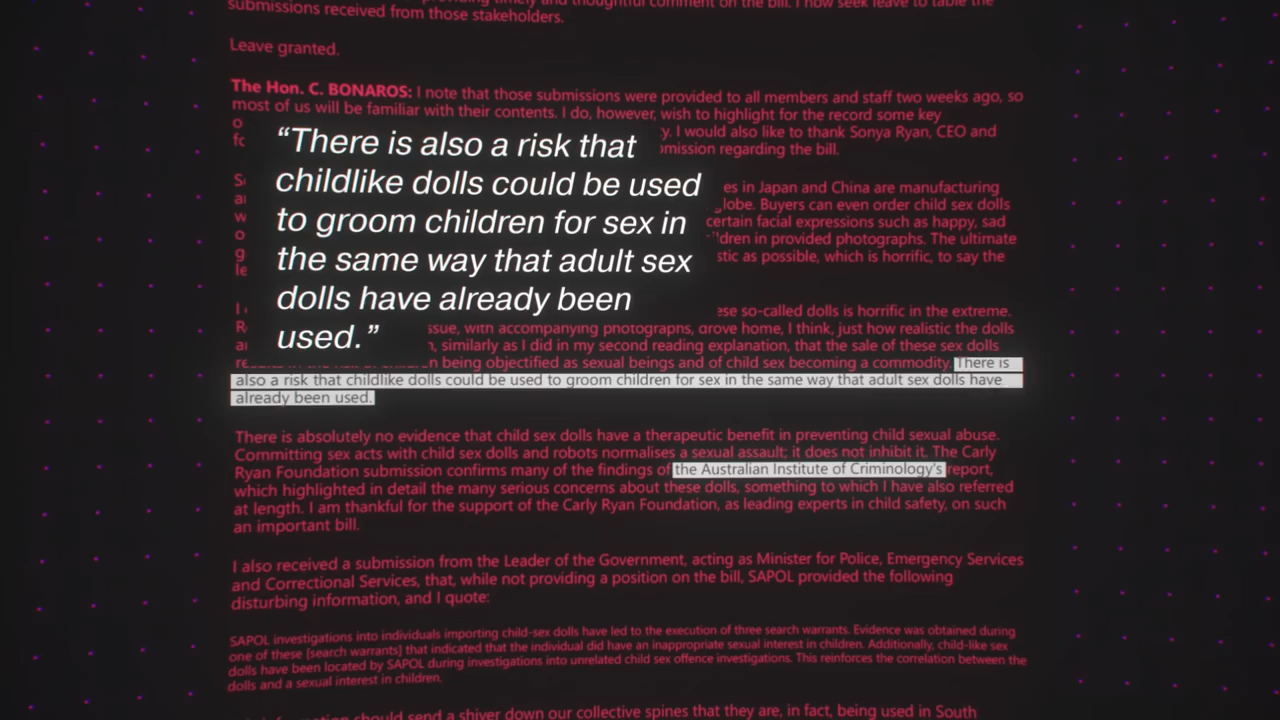 submissions received from those stakeholders.
Leave granted.
The Hon. C. BONAROS: I note that those submissions were provided to all members and staff two weeks ago, so
most of us will be familiar with their contents. I do, however, wish to highlight for the record some key
I would also like to thank Sonya Ryan, CEO and
regarding the bill.
“There is also a risk that
childlike dolls could be used
to groom children for sex in
the same way that adult sex
dolls have already been
used.”
in Japan and China are manufacturing
Buyers can even order child sex dolls
certain facial expressions such as happy, sad
in provided photographs. The ultimate
as possible, which is horrific, to say the
so-called dolls is horrific in the extreme.
with accompanying photographs, drove home, I think, just how realistic the dolls
similarly as I did in my second reading explanation, that the sale of these sex dolls
being objectified as sexual beings and of child sex becoming a commodity. There is
also a risk that childlike dolls could be used to groom children for sex in the same way that adult sex dolls have
already been used.
There is absolutely no evidence that child sex dolls have a therapeutic benefit in preventing child sexual abuse.
Committing sex acts with child sex dolls and robots normalises a sexual assault; it does not inhibit it. The Carly
Ryan Foundation submission confirms many of the findings of the Australian Institute of Criminology's report,
which highlighted in detail the many serious concerns about these dolls, something to which I have also referred
at length. I am thankful for the support of the Carly Ryan Foundation, as leading experts in child safety, on such
an important bill.
I also received a submission from the Leader of the Government, acting as Minister for Police, Emergency Services
and Correctional Services, that, while not providing a position on the bill, SAPOL provided the following
disturbing information, and I quote:
SAPOL investigations into individuals importing child-sex dolls have led to the execution of three search warrants. Evidence was obtained during
one of these [search warrants] that indicated that the individual did have an inappropriate sexual interest in children. Additionally, child-like sex
dolls have been located by SAPOL during investigations into unrelated child sex offence investigations. This reinforces the correlation between the
dolls and a sexual interest in children.
should send a shiver down our collective spines that they are, in fact, being used in South